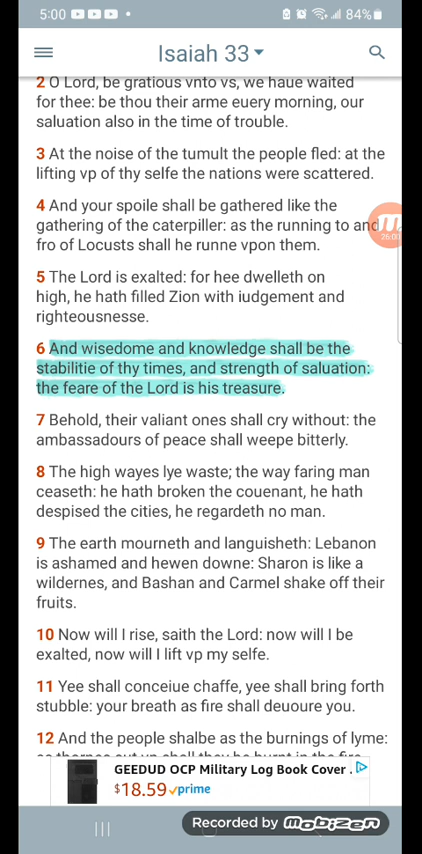 5:00
84%
Isaiah 33
2 O Lord, be gratious vnto vs, we haue waited
for thee: be thou their arme euery morning, our
saluation also in the time of trouble.
3 At the noise of the tumult the people fled: at the
lifting vp of thy selfe the nations were scattered.
4 And your spoile shall be gathered like the
gathering of the caterpiller: as the running to and
26:00
fro of Locusts shall he runne vpon them.
5 The Lord is exalted: for hee dwelleth on
high, he hath filled Zion with iudgement and
righteousnesse.
6 And wisedome and knowledge shall be the
stabilitie of thy times, and strength of saluation:
the feare of the Lord is his treasure.
7 Behold, their valiant ones shall cry without: the
ambassadours of peace shall weepe bitterly.
8 The high wayes lye waste; the way faring man
ceaseth: he hath broken the couenant, he hath
despised the cities, he regardeth no man.
9 The earth mourneth and languisheth: Lebanon
is ashamed and hewen downe: Sharon is like a
wildernes, and Bashan and Carmel shake off their
fruits.
10 Now will I rise, saith the Lord: now will I be
exalted, now will I lift vp my selfe.
11 Yee shall conceiue chaffe, yee shall bring forth
stubble: your breath as fire shall deuoure you.
12 And the people shalbe as the burnings of lyme:
GEEDUD OCP Military Log Book Cover .
$18.59 prime
Recorded by mobizen